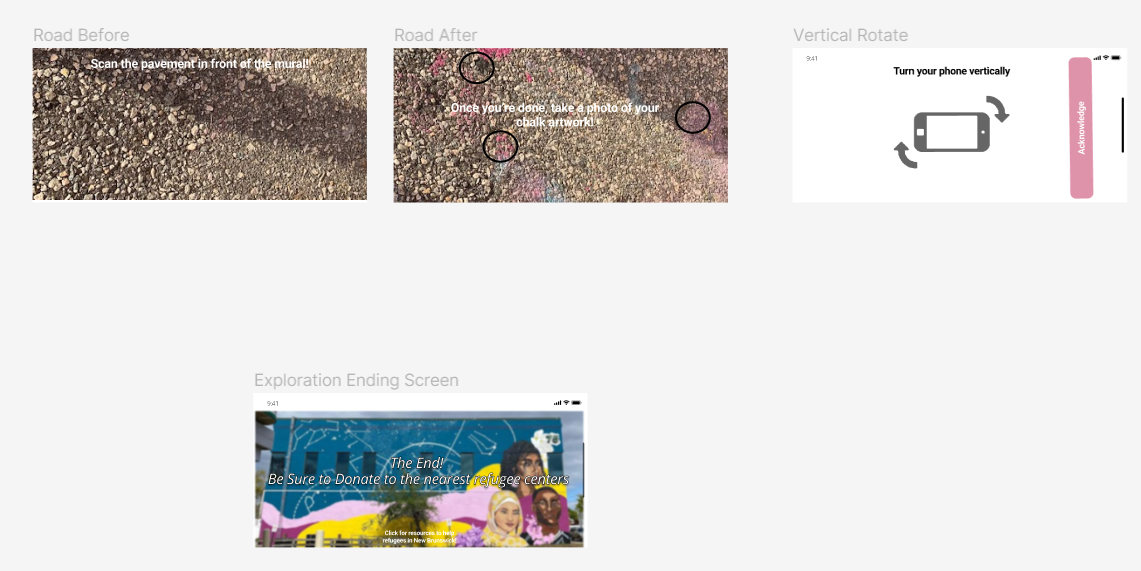 Road Before
Road After
Vertical Rotate
Scan the pavement in front of the mural!
Once you're done, take a photo of your
chalk artwork!
9:41
Turn your phone vertically
Acknowledge
Exploration Ending Screen
9:41
The End!
Be Sure to Donate to the nearest refugee centers
Click for resources to help
refugees in New Brunswick!